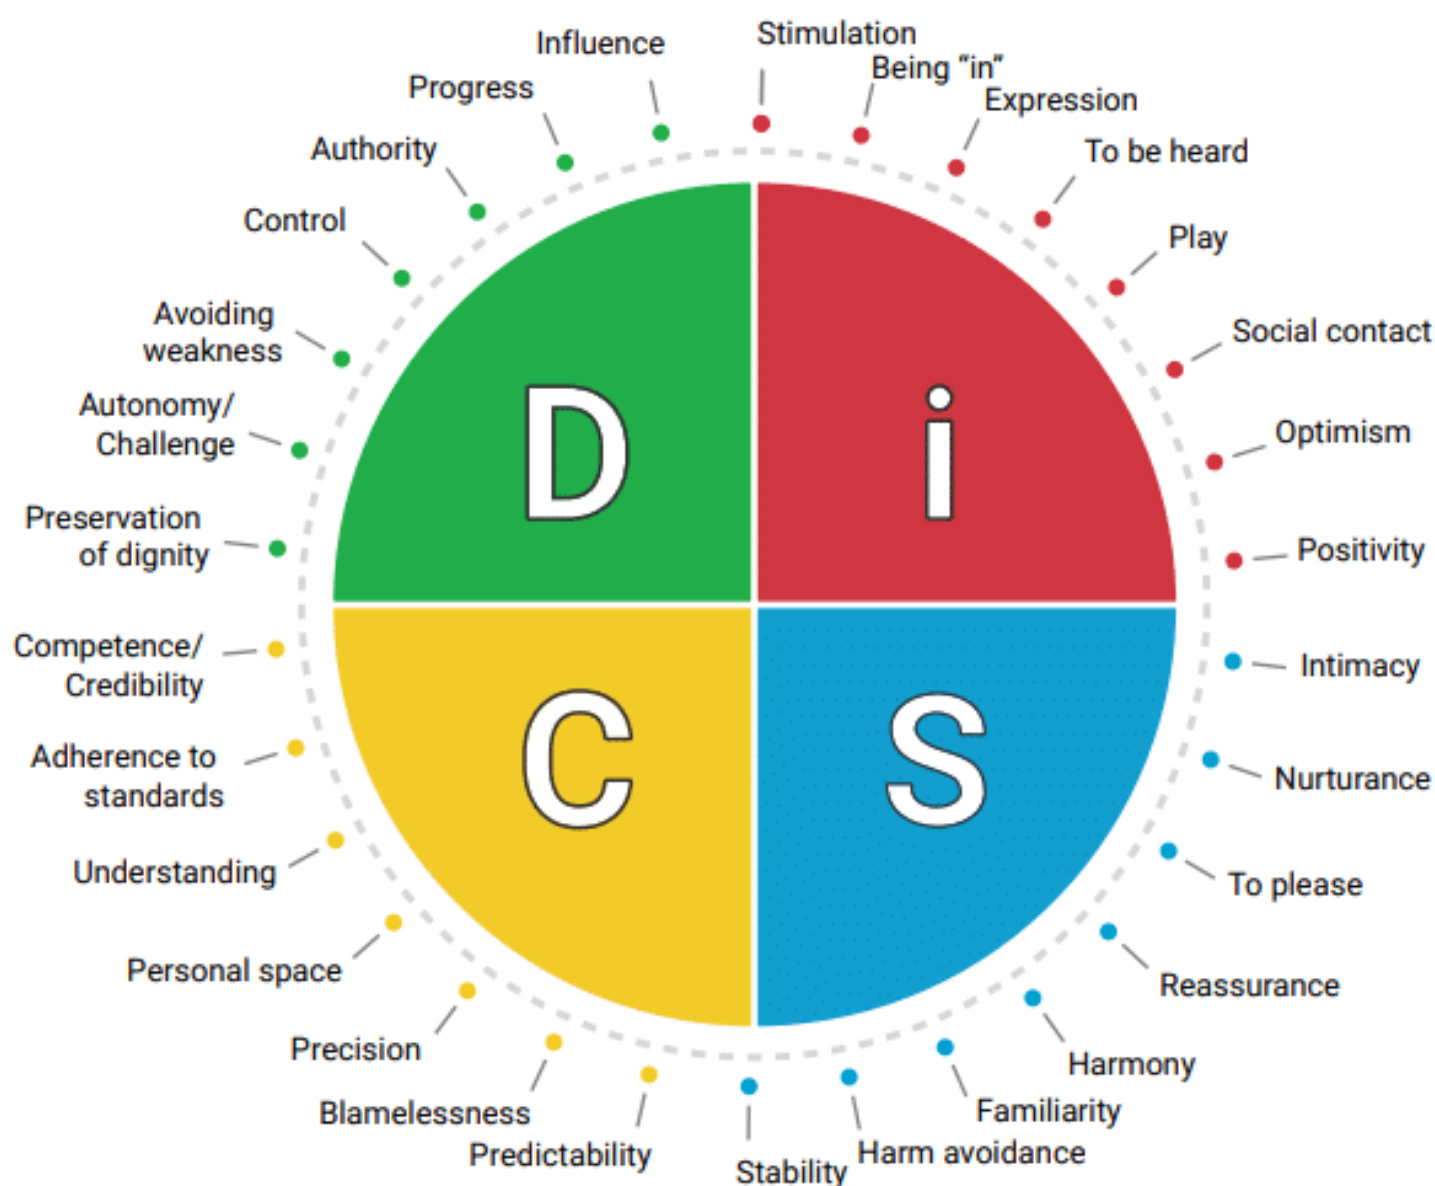 Stimulation
Being “in”
Expression
To be heard
Play
Social contact
Optimism
Positivity
Intimacy
Nurturance
To please
Reassurance
Harmony
Familiarity
Harm avoidance
Stability
Predictability
Blamelessness
Precision
Personal space
Understanding
Adherence to
standards
Competence/
Credibility
Preservation
of dignity
Autonomy/
Challenge
Avoiding
weakness
Control
Authority
Progress
Influence
D
i
C
S